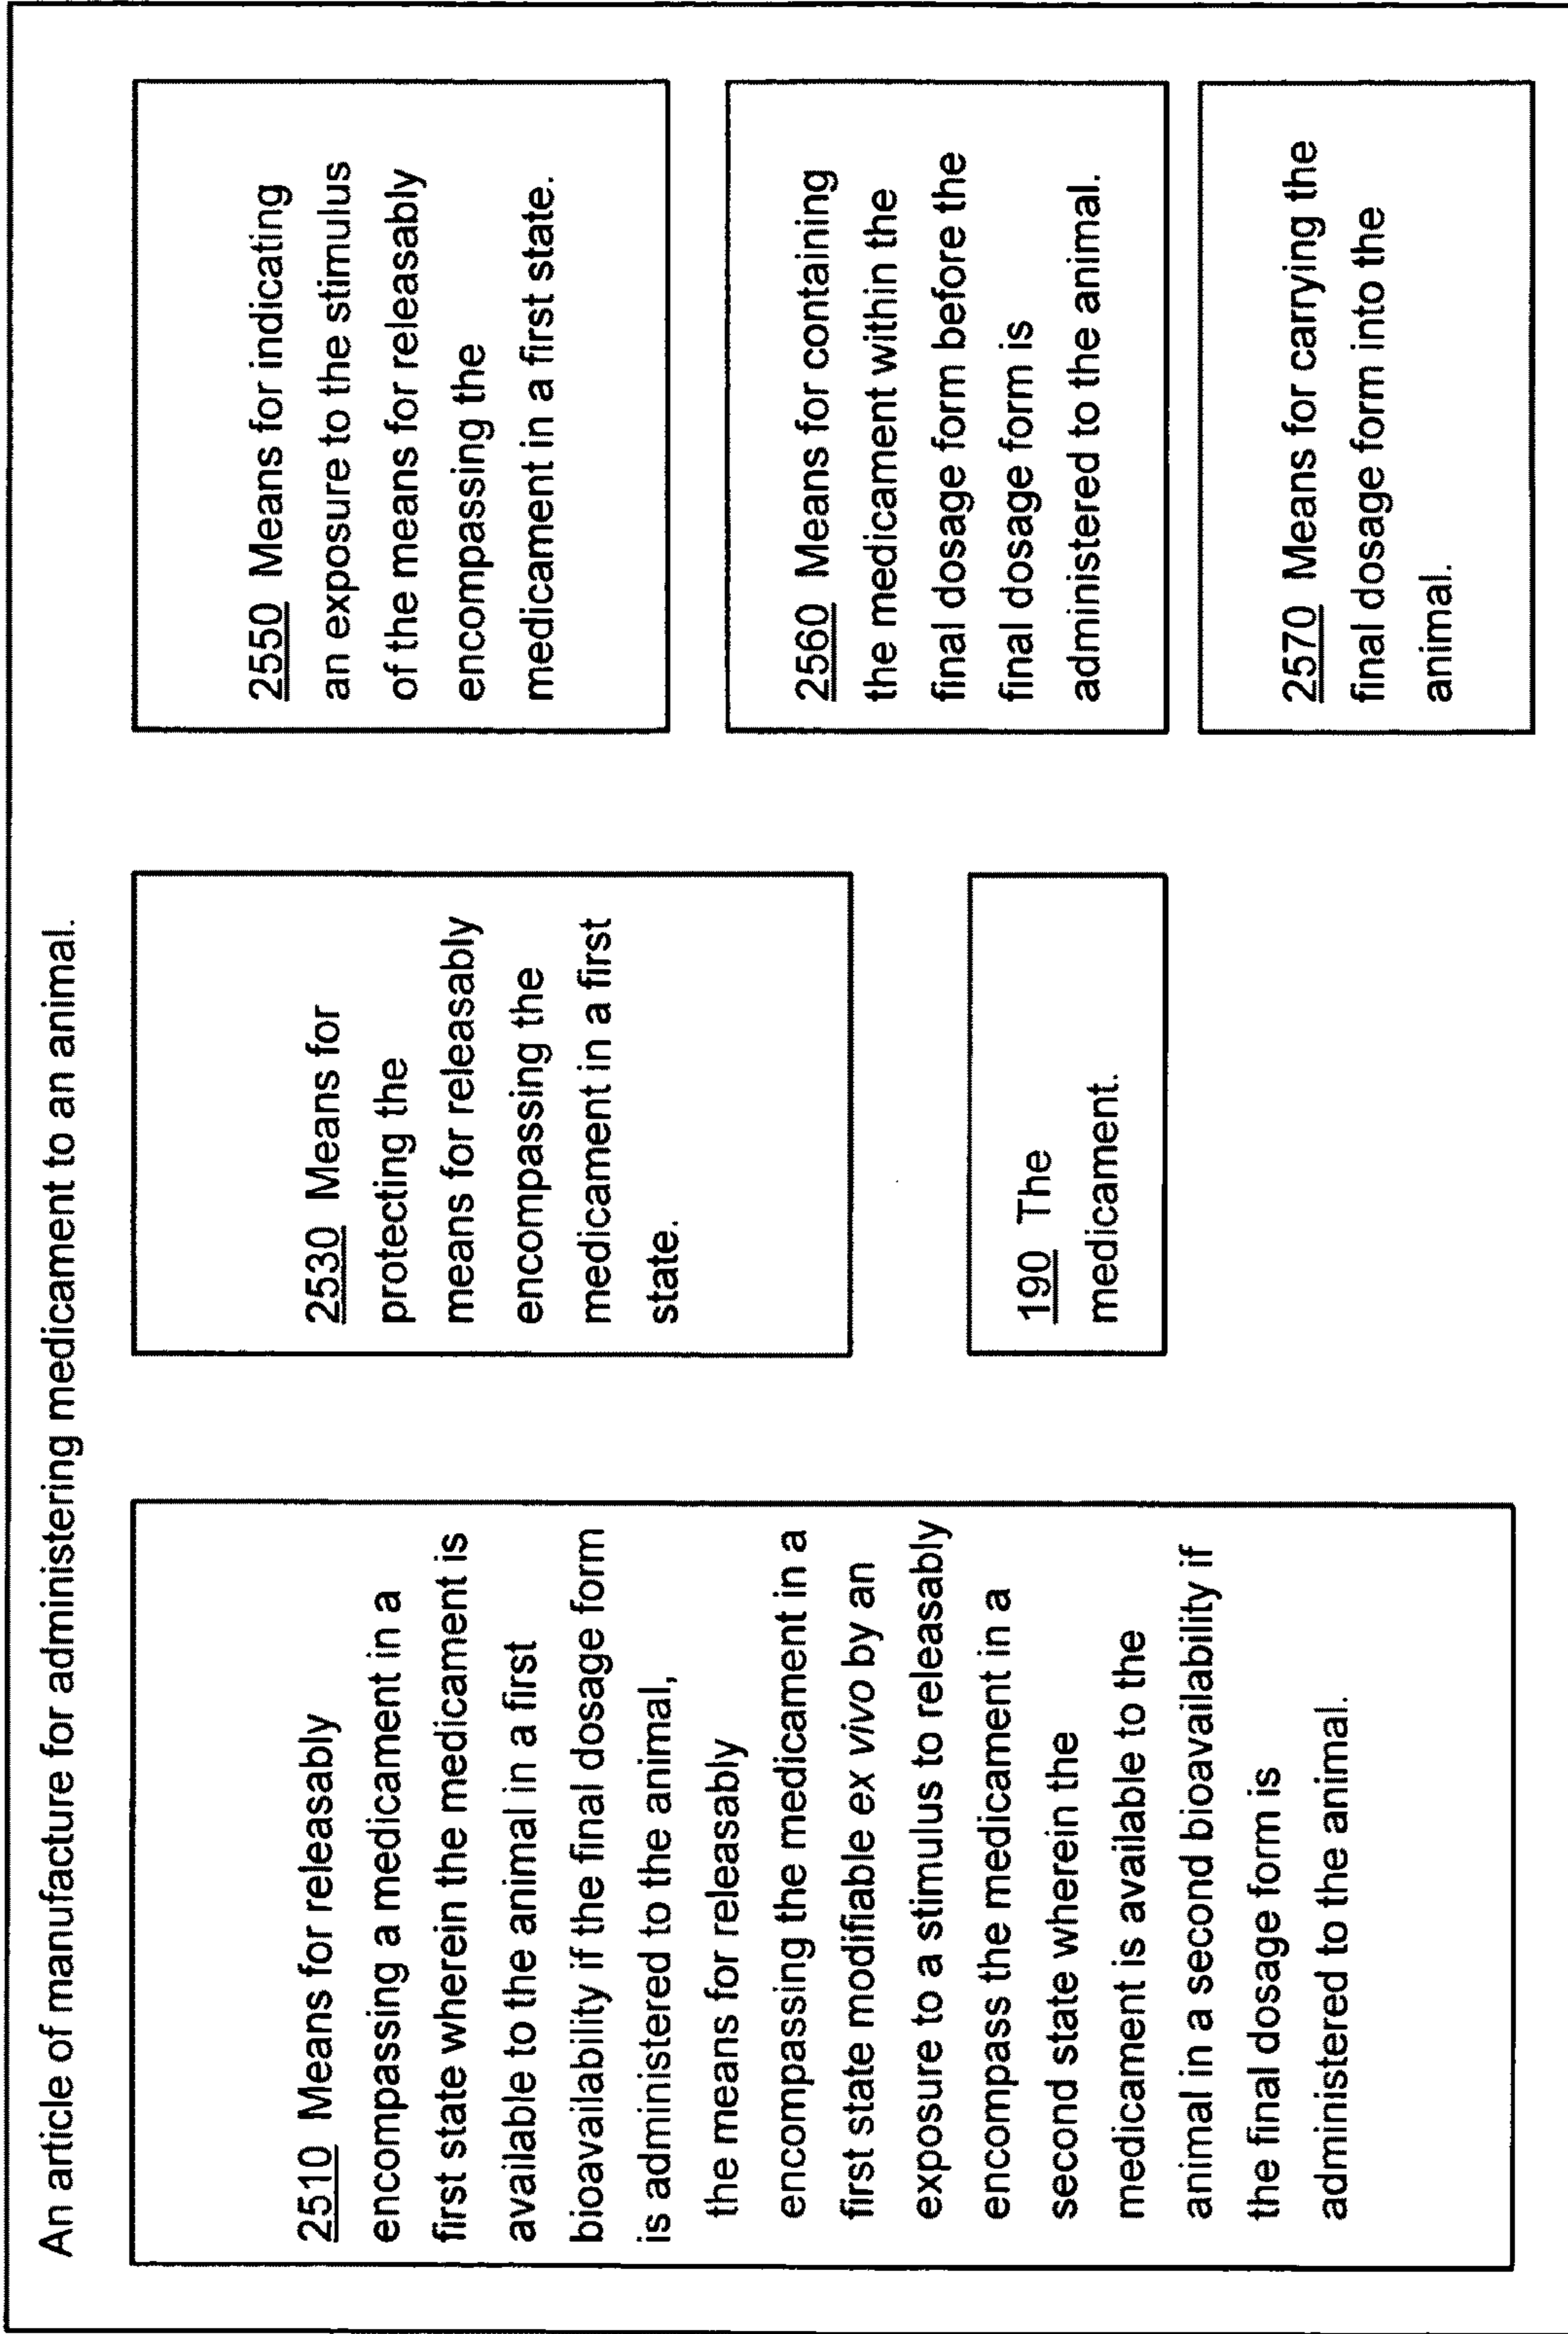 An article of manufacture for administering medicament to an animal.
2510 Means for releasably
encompassing a medicament in a
first state wherein the medicament is
available to the animal in a first
bioavailability if the final dosage form
is administered to the animal,
the means for releasably
encompassing the medicament in a
first state modifiable ex vivo by an
exposure to a stimulus to releasably
encompass the medicament in a
second state wherein the
medicament is available to the
animal in a second bioavailability if
the final dosage form is
administered to the animal.
2530 Means for
protecting the
means for releasably
encompassing the
medicament in a first
state.
190 The
medicament.
2550 Means for indicating
an exposure to the stimulus
of the means for releasably
encompassing the
medicament in a first state.
2560 Means for containing
the medicament within the
final dosage form before the
final dosage form is
administered to the animal.
2570 Means for carrying the
final dosage form into the
animal.